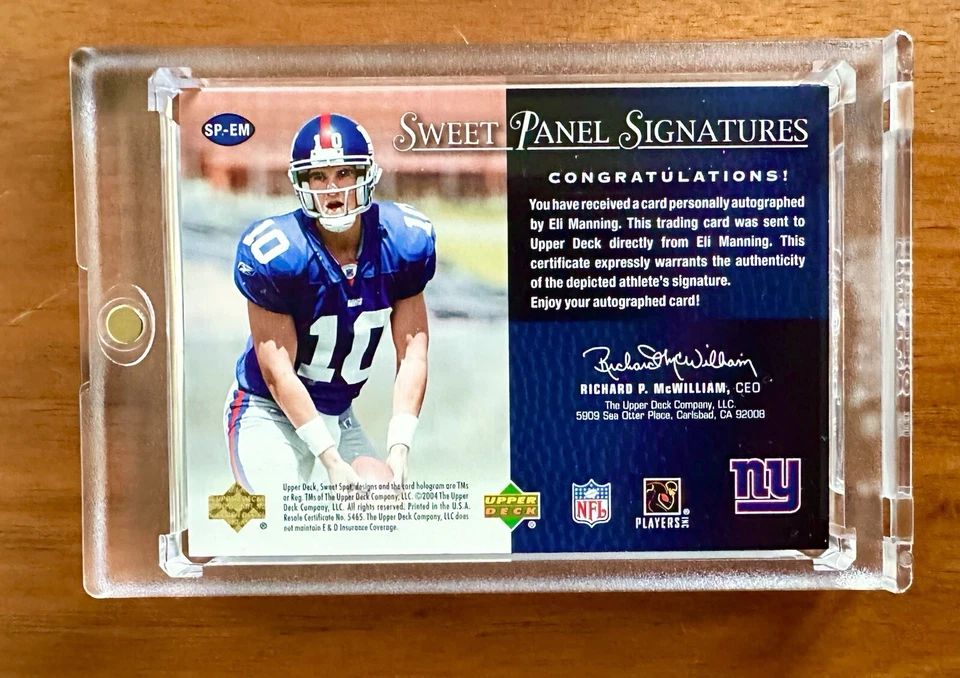 SP-EM
SWEET PANEL SIGNATURES
CONGRATULATIONS!
You have received a card personally autographed
by Eli Manning. This trading card was sent to
Upper Deck directly from Eli Manning. This
certificate expressly warrants the authenticity
of the depicted athlete's signature.
Enjoy your autographed card!
Richard P. McWilliam
RICHARD P. McWILLIAM, CEO
The Upper Deck Company, LLC.
5909 Sea Otter Place, Carlsbad, CA 92008
10
10
10
10
Upper Deck, Sweet Spot, designs and the card hologram are TMs
or Reg. TMs of The Upper Deck Company, LLC. ©2004 The Upper
Deck Company, LLC. All rights reserved. Printed in the U.S.A.
Resale Certificate No. 5465. The Upper Deck Company, LLC does
not maintain E & D Insurance Coverage.
®
UPPER
DECK
®
NFL
PLAYERS INC
ny